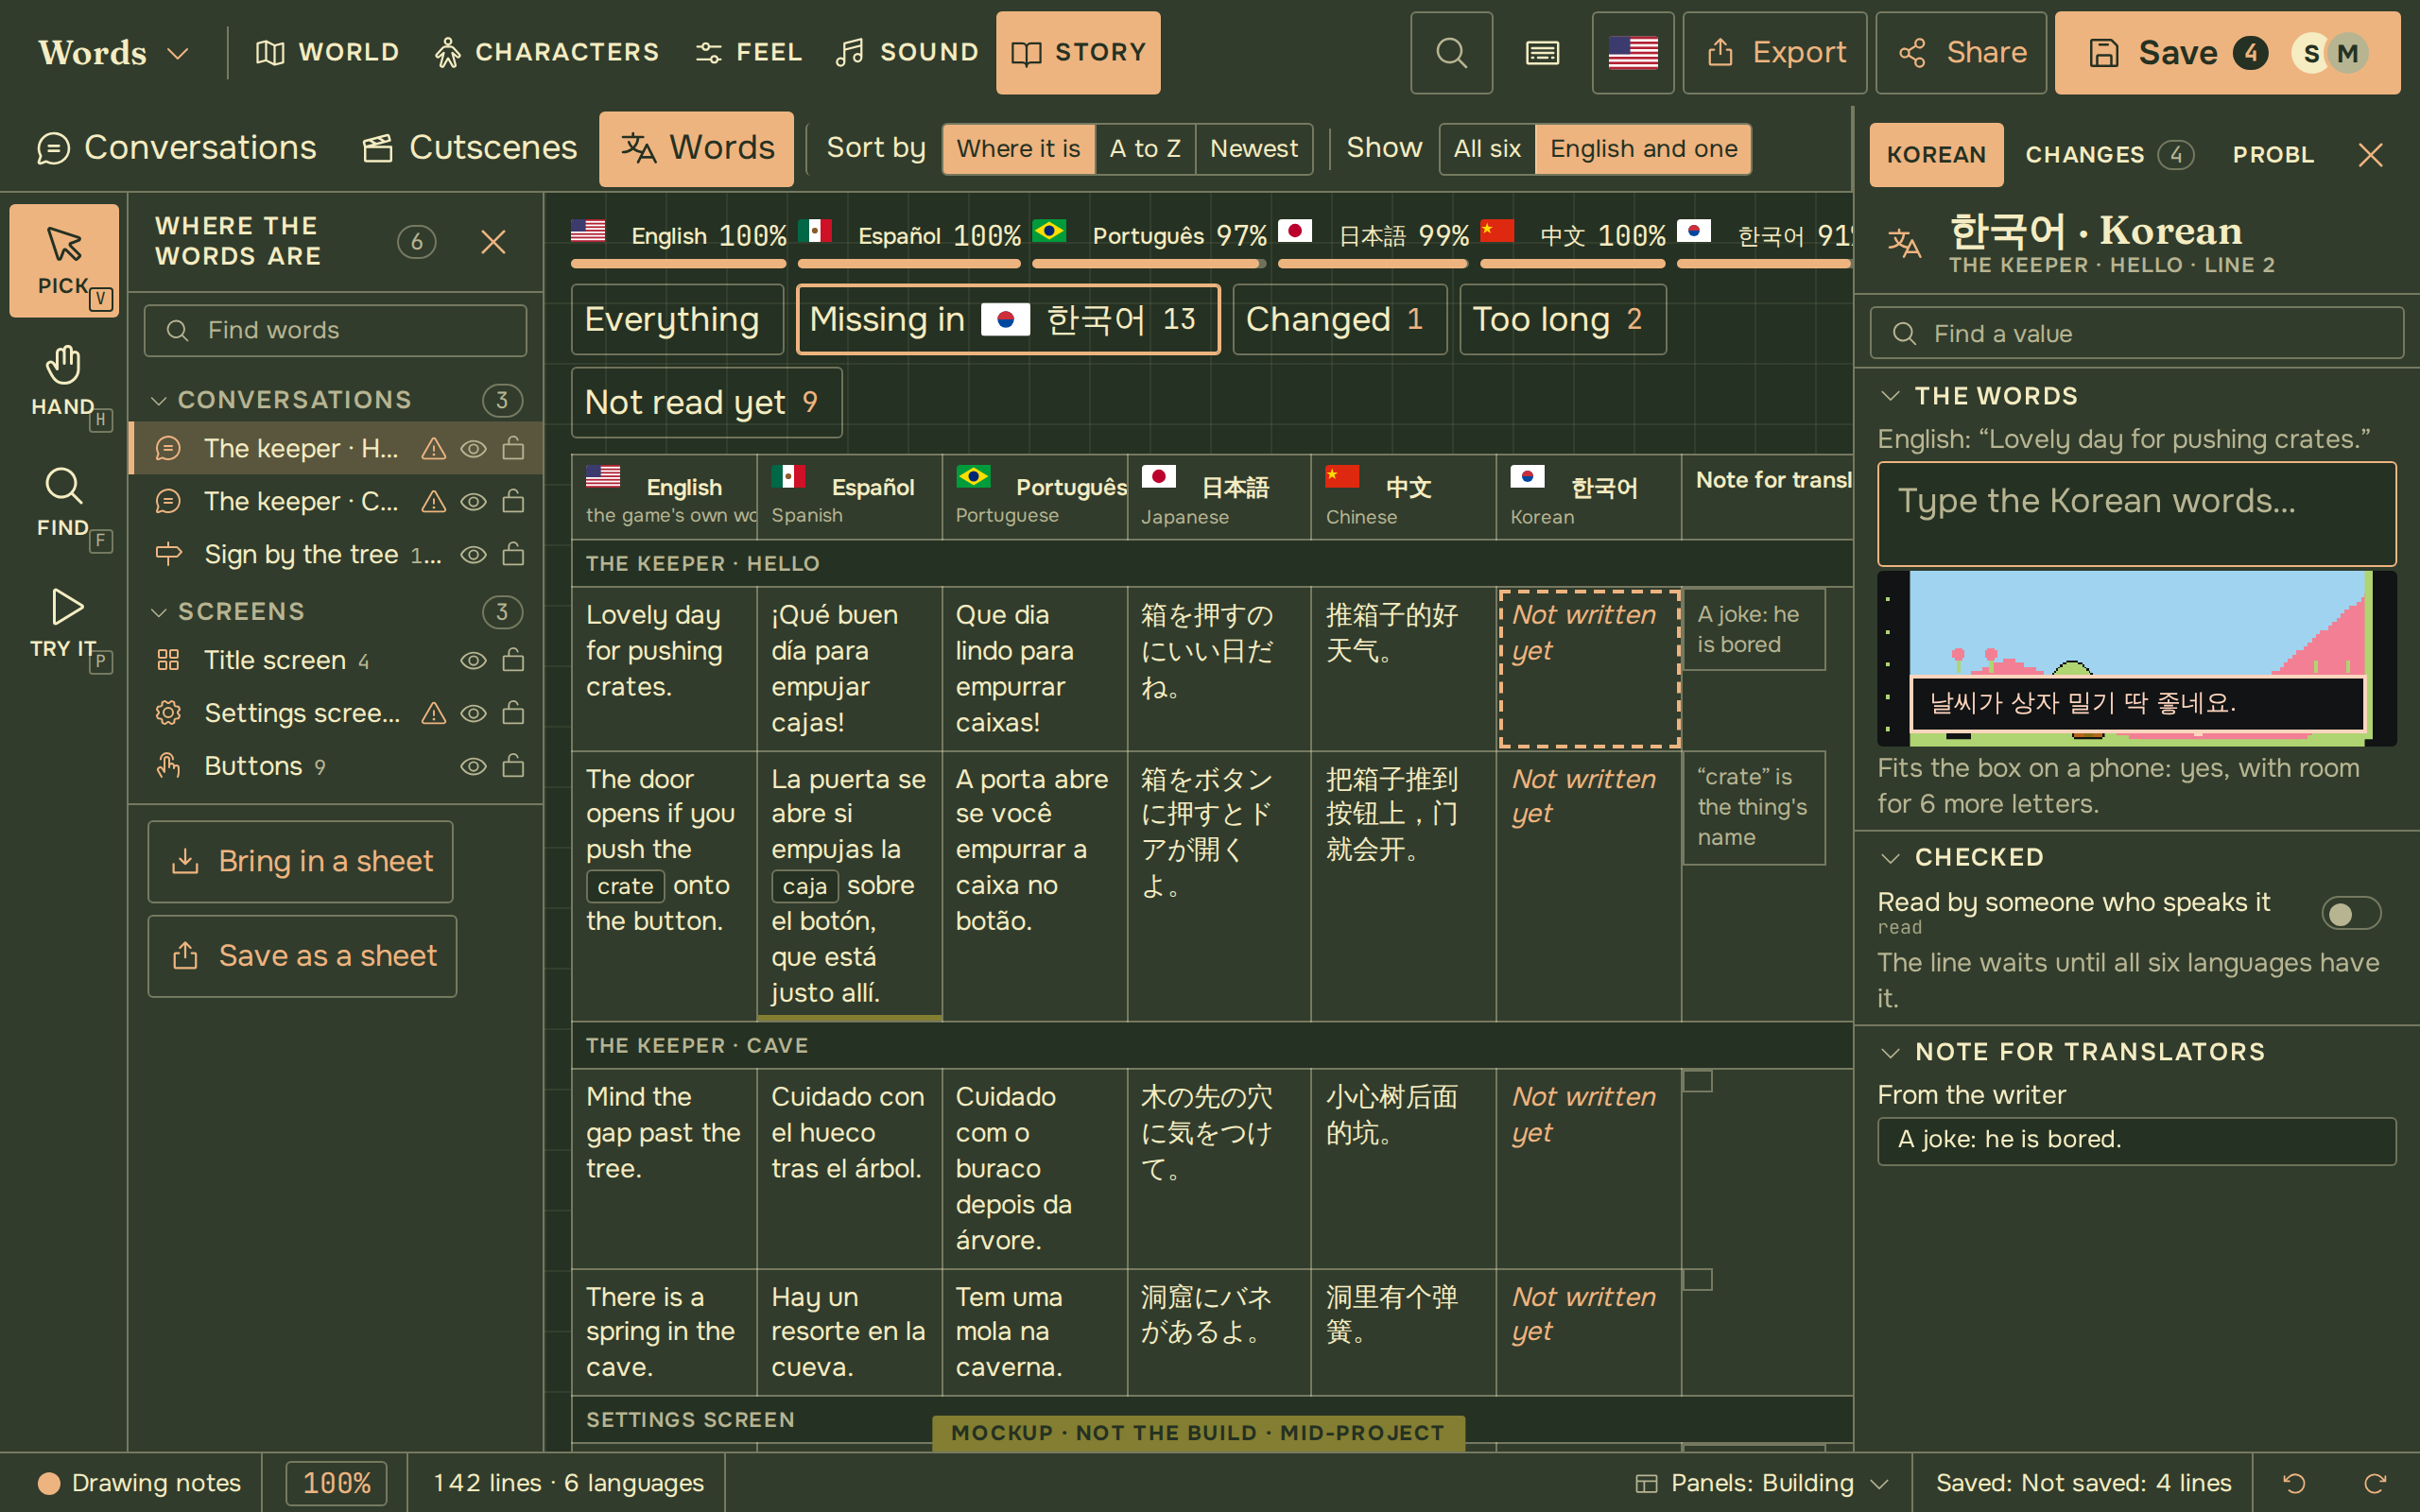 Words
WORLD
CHARACTERS
FEEL
SOUND
STORY
Export
Share
Save 4 S M
Conversations
Cutscenes
Words
Sort by
Where it is
A to Z
Newest
Show
All six
English and one
KOREAN
CHANGES 4
PROBL
PICK V
HAND H
FIND F
TRY IT P
WHERE THE
WORDS ARE
6
Find words
CONVERSATIONS 3
The keeper · H...
The keeper · C...
Sign by the tree 1...
SCREENS 3
Title screen 4
Settings scree...
Buttons 9
Bring in a sheet
Save as a sheet
English 100%
Español 100%
Português 97%
日本語 99%
中文 100%
한국어 91%
Everything
Missing in 한국어 13
Changed 1
Too long 2
Not read yet 9
English
the game's own wo
Español
Spanish
Português
Portuguese
日本語
Japanese
中文
Chinese
한국어
Korean
Note for transl
THE KEEPER · HELLO
Lovely day
for pushing
crates.
¡Qué buen
día para
empujar
cajas!
Que dia
lindo para
empurrar
caixas!
箱を押すの
にいい日だ
ね。
推箱子的好
天气。
Not written
yet
A joke: he
is bored
The door
opens if you
push the
crate onto
the button.
La puerta se
abre si
empujas la
caja sobre
el botón,
que está
justo allí.
A porta abre
se você
empurrar a
caixa no
botão.
箱をボタン
に押すとド
アが開く
よ。
把箱子推到
按钮上，门
就会开。
Not written
yet
“crate” is
the thing's
name
THE KEEPER · CAVE
Mind the
gap past the
tree.
Cuidado con
el hueco
tras el árbol.
Cuidado
com o
buraco
depois da
árvore.
木の先の穴
に気をつけ
て。
小心树后面
的坑。
Not written
yet
There is a
spring in the
cave.
Hay un
resorte en la
cueva.
Tem uma
mola na
caverna.
洞窟にバネ
があるよ。
洞里有个弹
簧。
Not written
yet
SETTINGS SCREEN
MOCKUP · NOT THE BUILD · MID-PROJECT
한국어 · Korean
THE KEEPER · HELLO · LINE 2
Find a value
THE WORDS
English: “Lovely day for pushing crates.”
Type the Korean words...
날씨가 상자 밀기 딱 좋네요.
Fits the box on a phone: yes, with room
for 6 more letters.
CHECKED
Read by someone who speaks it
read
The line waits until all six languages have
it.
NOTE FOR TRANSLATORS
From the writer
A joke: he is bored.
Drawing notes
100%
142 lines · 6 languages
Panels: Building
Saved: Not saved: 4 lines